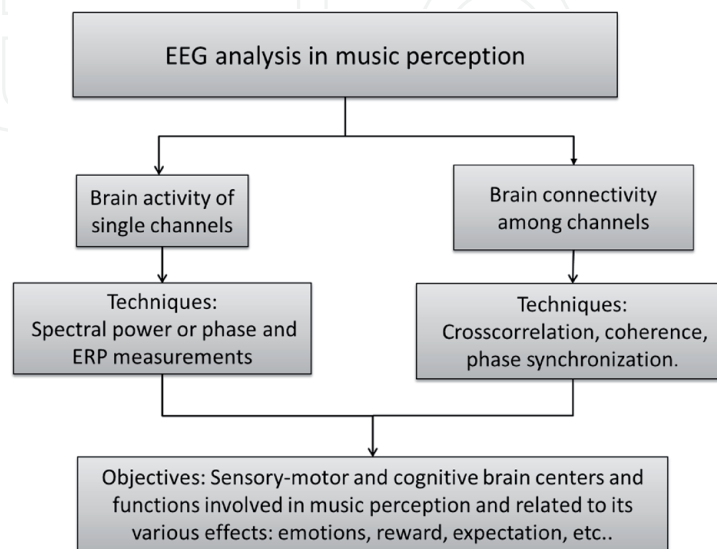 EEG analysis in music perception
Brain activity of
single channels
Brain connectivity
among channels
Techniques:
Spectral power or phase and
ERP measurements
Techniques:
Crosscorrelation, coherence,
phase synchronization.
Objectives: Sensory-motor and cognitive brain centers and
functions involved in music perception and related to its
various effects: emotions, reward, expectation, etc..